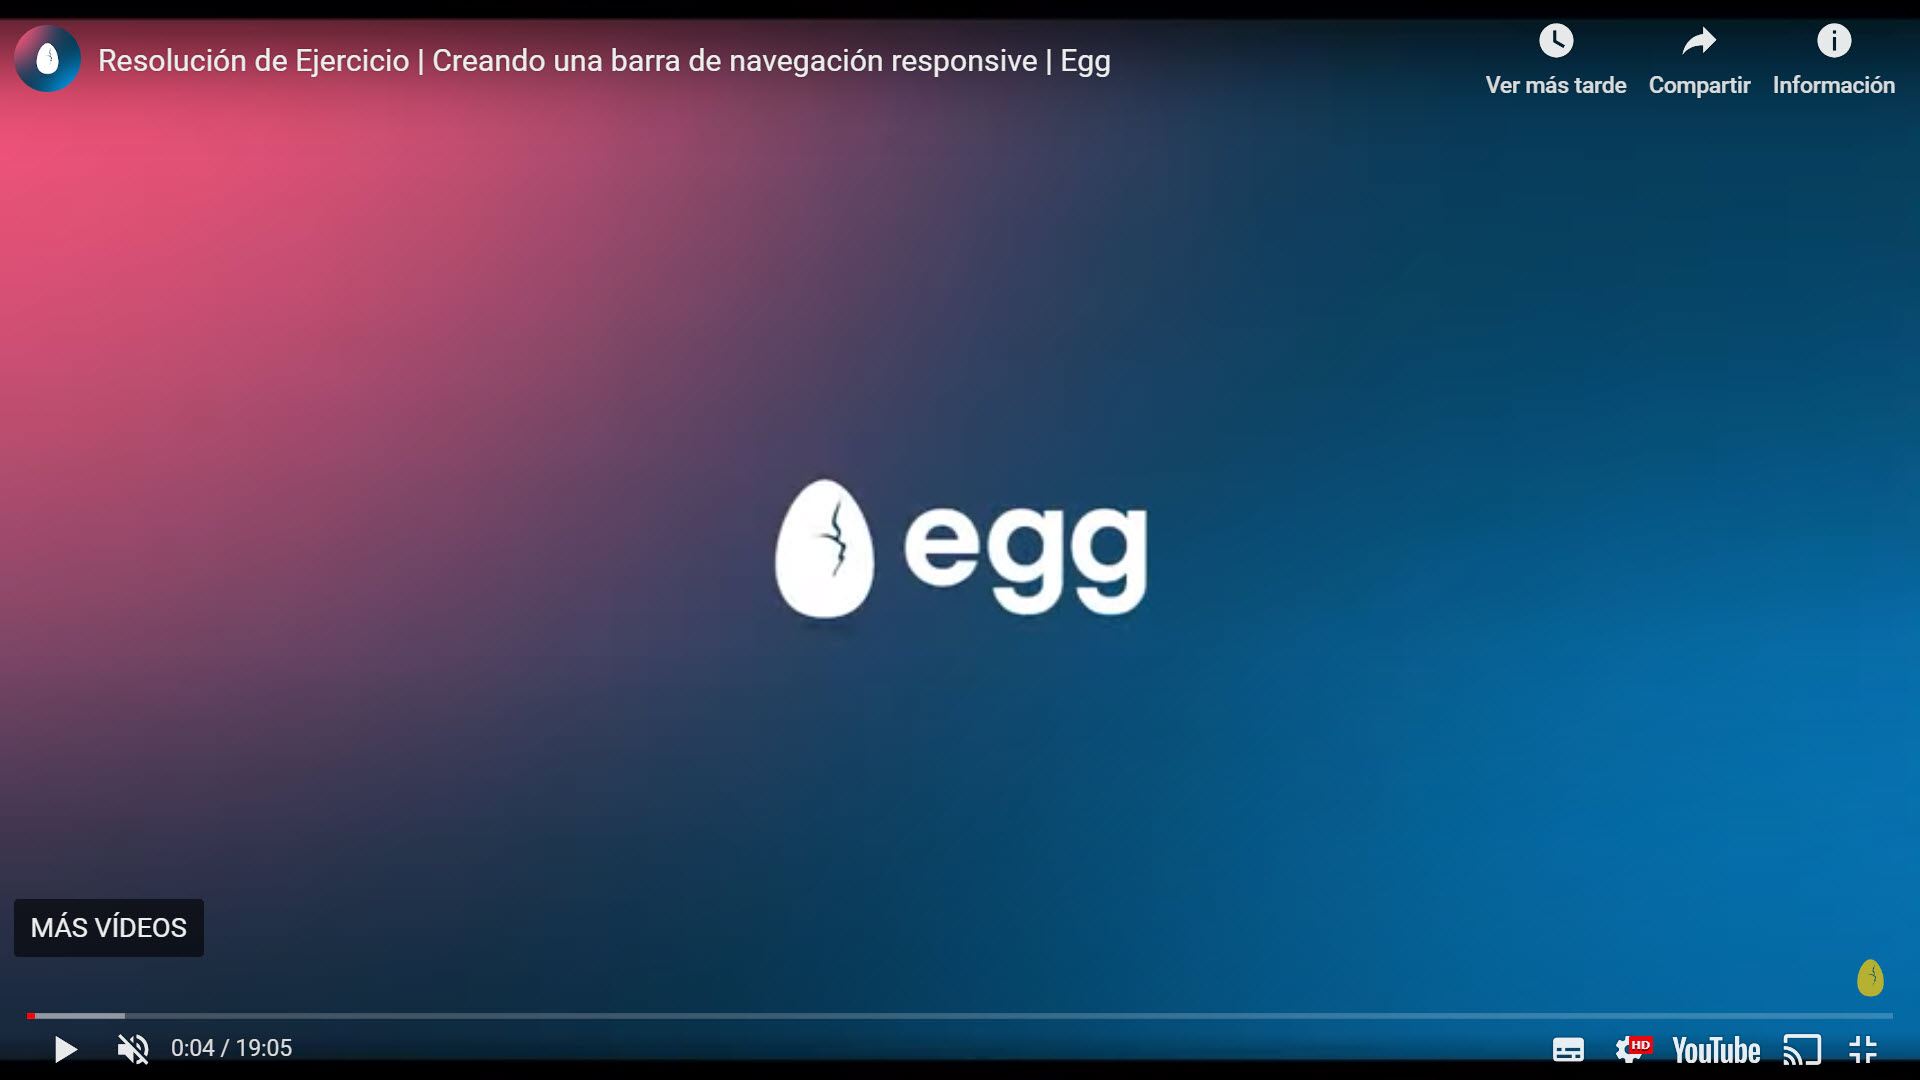 Resolución de Ejercicio | Creando una barra de navegación responsive | Egg
Ver más tarde
Compartir
Información
egg
MÁS VÍDEOS
0:04 / 19:05
HD
YouTube